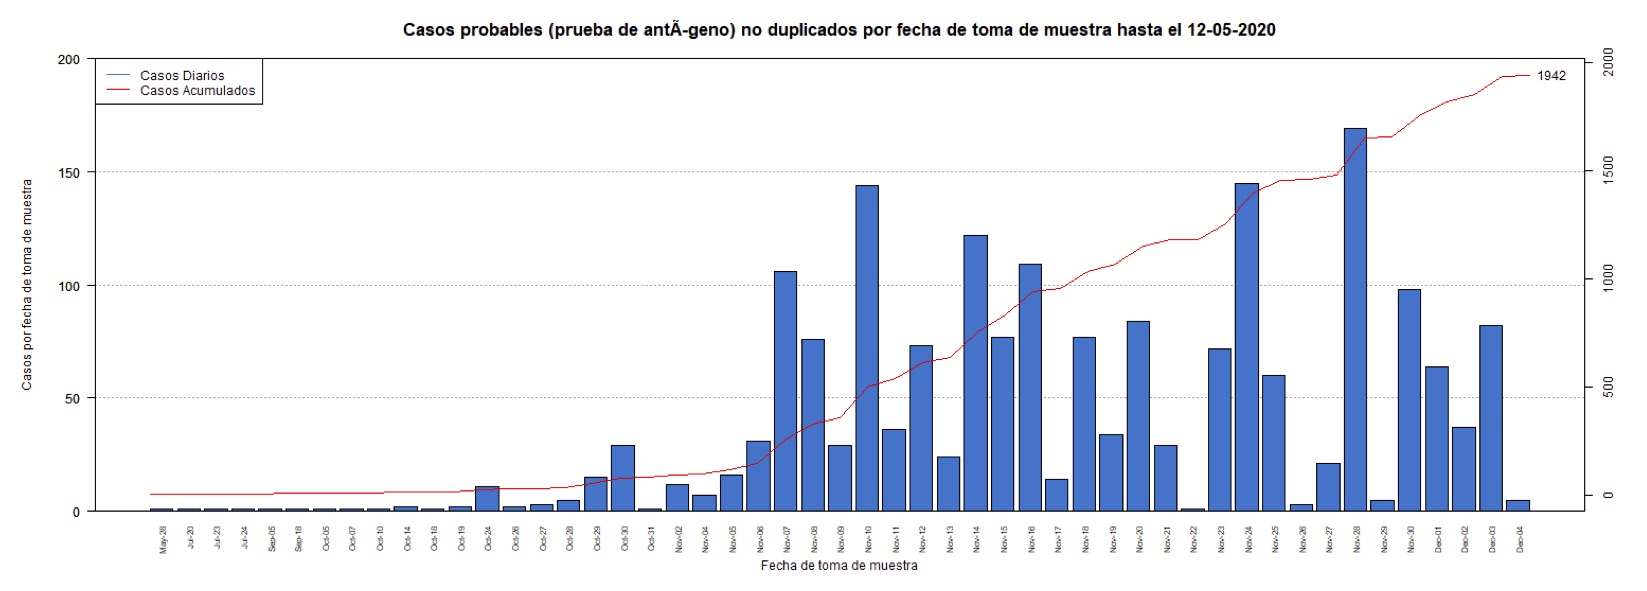 Casos probables (prueba de antÃ-geno) no duplicados por fecha de toma de muestra hasta el 12-05-2020
Casos Diarios
Casos Acumulados
1942
Casos por fecha de toma de muestra
200
150
100
50
0
2000
1500
1000
500
0
May-28
Jul-20
Jul-23
Jul-24
Sep-05
Sep-18
Oct-05
Oct-07
Oct-10
Oct-14
Oct-18
Oct-19
Oct-24
Oct-26
Oct-27
Oct-28
Oct-29
Oct-30
Oct-31
Nov-02
Nov-04
Nov-05
Nov-06
Nov-07
Nov-08
Nov-09
Nov-10
Nov-11
Nov-12
Nov-13
Nov-14
Nov-15
Nov-16
Nov-17
Nov-18
Nov-19
Nov-20
Nov-21
Nov-22
Nov-23
Nov-24
Nov-25
Nov-26
Nov-27
Nov-28
Nov-29
Nov-30
Dec-01
Dec-02
Dec-03
Dec-04
Fecha de toma de muestra